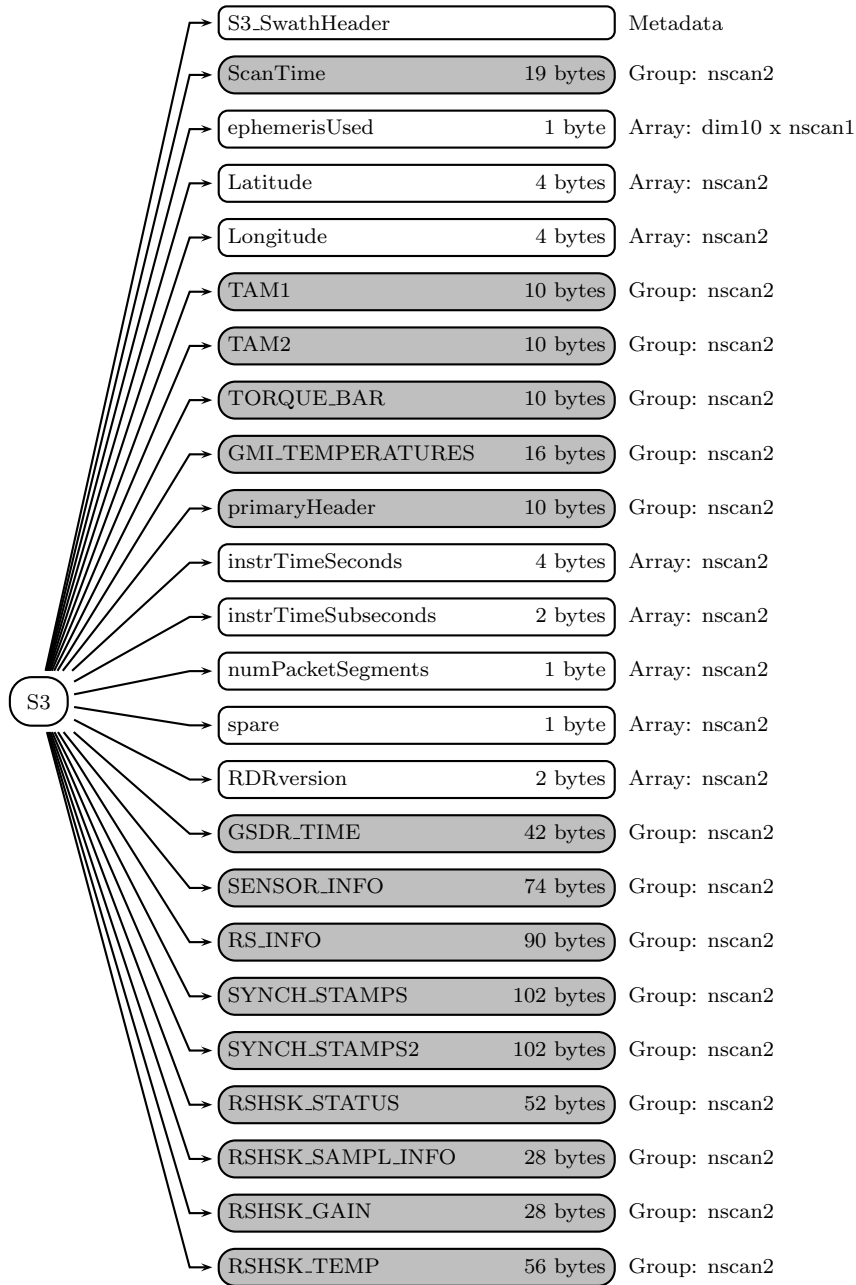 S3_SwathHeader Metadata
ScanTime 19 bytes Group: nscan2
ephemerisUsed 1 byte Array: dim10 x nscan1
Latitude 4 bytes Array: nscan2
Longitude 4 bytes Array: nscan2
TAM1 10 bytes Group: nscan2
TAM2 10 bytes Group: nscan2
TORQUE_BAR 10 bytes Group: nscan2
GMI_TEMPERATURES 16 bytes Group: nscan2
primaryHeader 10 bytes Group: nscan2
instrTimeSeconds 4 bytes Array: nscan2
instrTimeSubseconds 2 bytes Array: nscan2
numPacketSegments 1 byte Array: nscan2
S3
spare 1 byte Array: nscan2
RDRversion 2 bytes Array: nscan2
GSDR_TIME 42 bytes Group: nscan2
SENSOR_INFO 74 bytes Group: nscan2
RS_INFO 90 bytes Group: nscan2
SYNCH_STAMPS 102 bytes Group: nscan2
SYNCH_STAMPS2 102 bytes Group: nscan2
RSHSK_STATUS 52 bytes Group: nscan2
RSHSK_SAMPL_INFO 28 bytes Group: nscan2
RSHSK_GAIN 28 bytes Group: nscan2
RSHSK_TEMP 56 bytes Group: nscan2